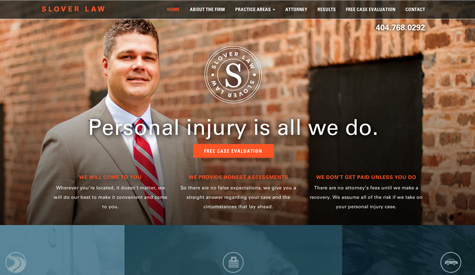 SLOVER LAW
HOME ABOUT THE FIRM PRACTICE AREAS ATTORNEY RESULTS FREE CASE EVALUATION CONTACT
404.768.0292
SLOVER LAW
S
SLOVER LAW
Personal injury is all we do.
FREE CASE EVALUATION
WE WILL COME TO YOU
Wherever you're located, it doesn't matter, we
will do our best to make it convenient and come
to you.
WE PROVIDE HONEST ASSESSMENTS
So there are no false expectations, we give you a
straight answer regarding your case and the
circumstances that lay ahead.
WE DON'T GET PAID UNLESS YOU DO
There are no attorney's fees until we make a
recovery. We assume all of the risk if we take on
your personal injury case.